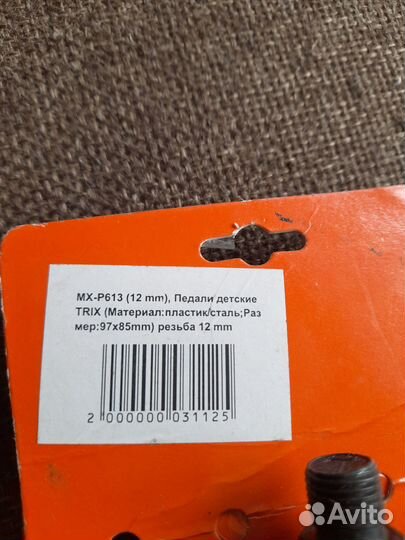 MX-P613 (12 mm), Педали детские
TRIX (Материал:пластик/сталь;Раз
мер:97x85mm) резьба 12 mm
2 000000 031125
Avito